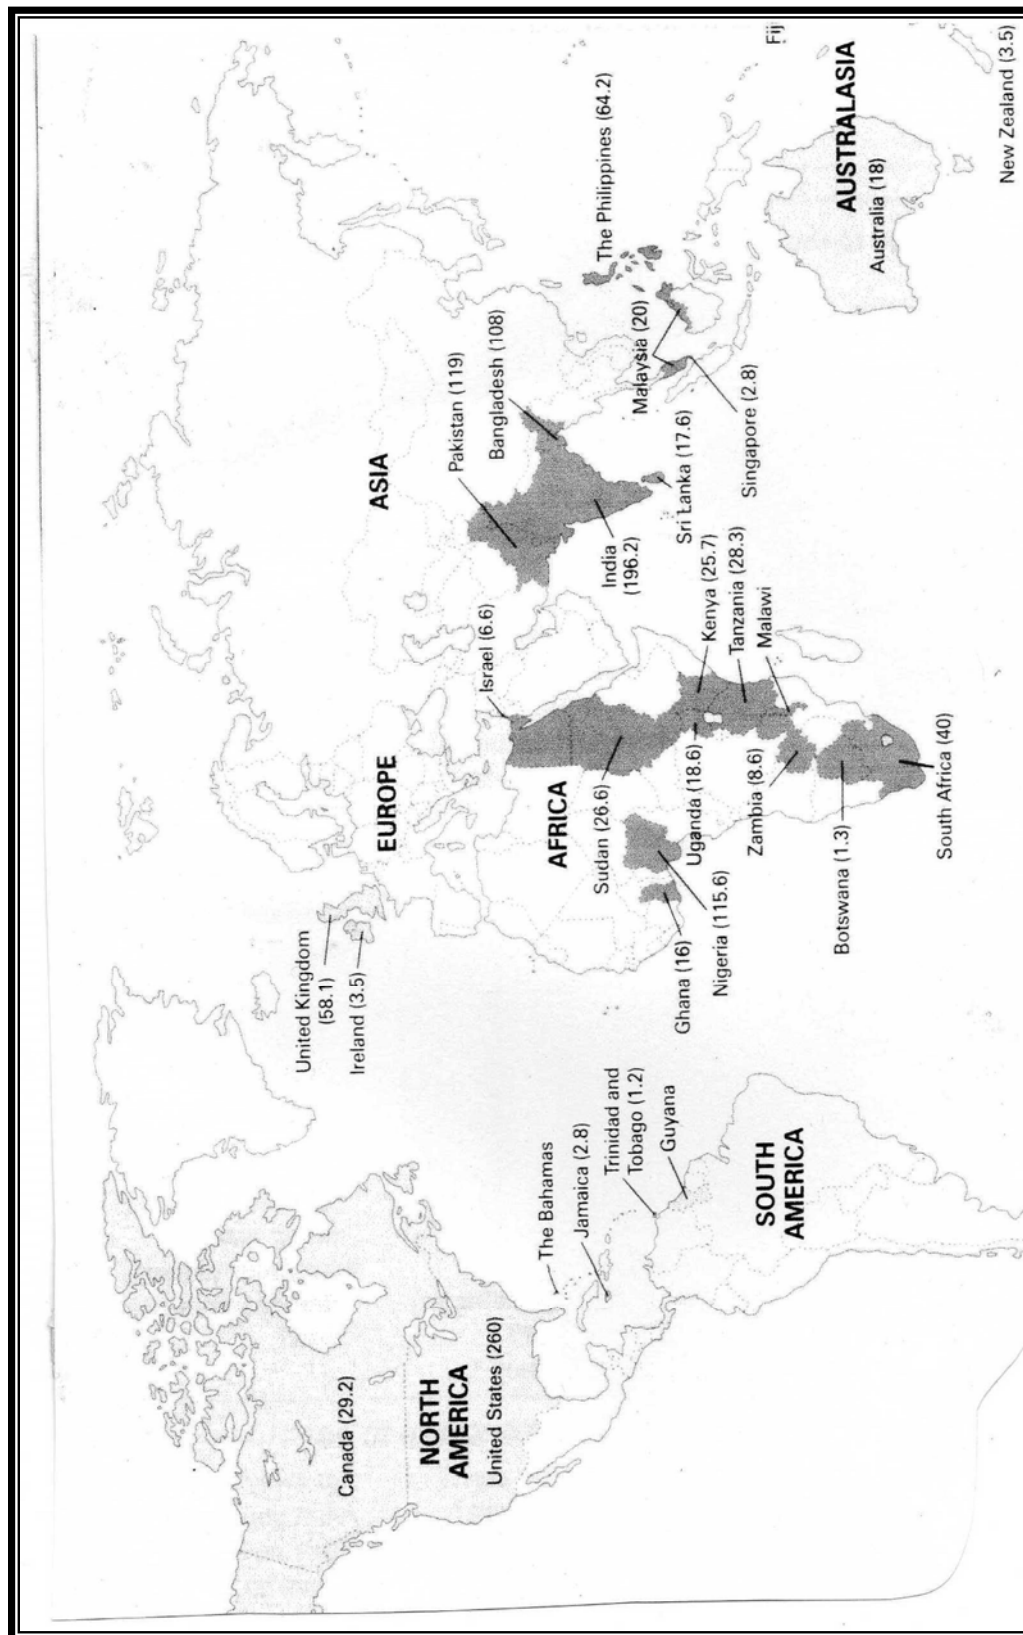 Canada (29.2)
NORTH
AMERICA
United States (260)
The Bahamas
Jamaica (2.8)
Trinidad and
Tobago (1.2)
Guyana
SOUTH
AMERICA
United Kingdom
(58.1)
Ireland (3.5)
EUROPE
Israel (6.6)
AFRICA
Sudan (26.6)
Ghana (16)
Nigeria (115.6)
Uganda (18.6)
Kenya (25.7)
Tanzania (28.3)
Malawi
Zambia (8.6)
Botswana (1.3)
South Africa (40)
ASIA
Pakistan (119)
Bangladesh (108)
India
(196.2)
Sri Lanka (17.6)
Malaysia (20)
Singapore (2.8)
The Philippines (64.2)
AUSTRALASIA
Australia (18)
Fij
New Zealand (3.5)